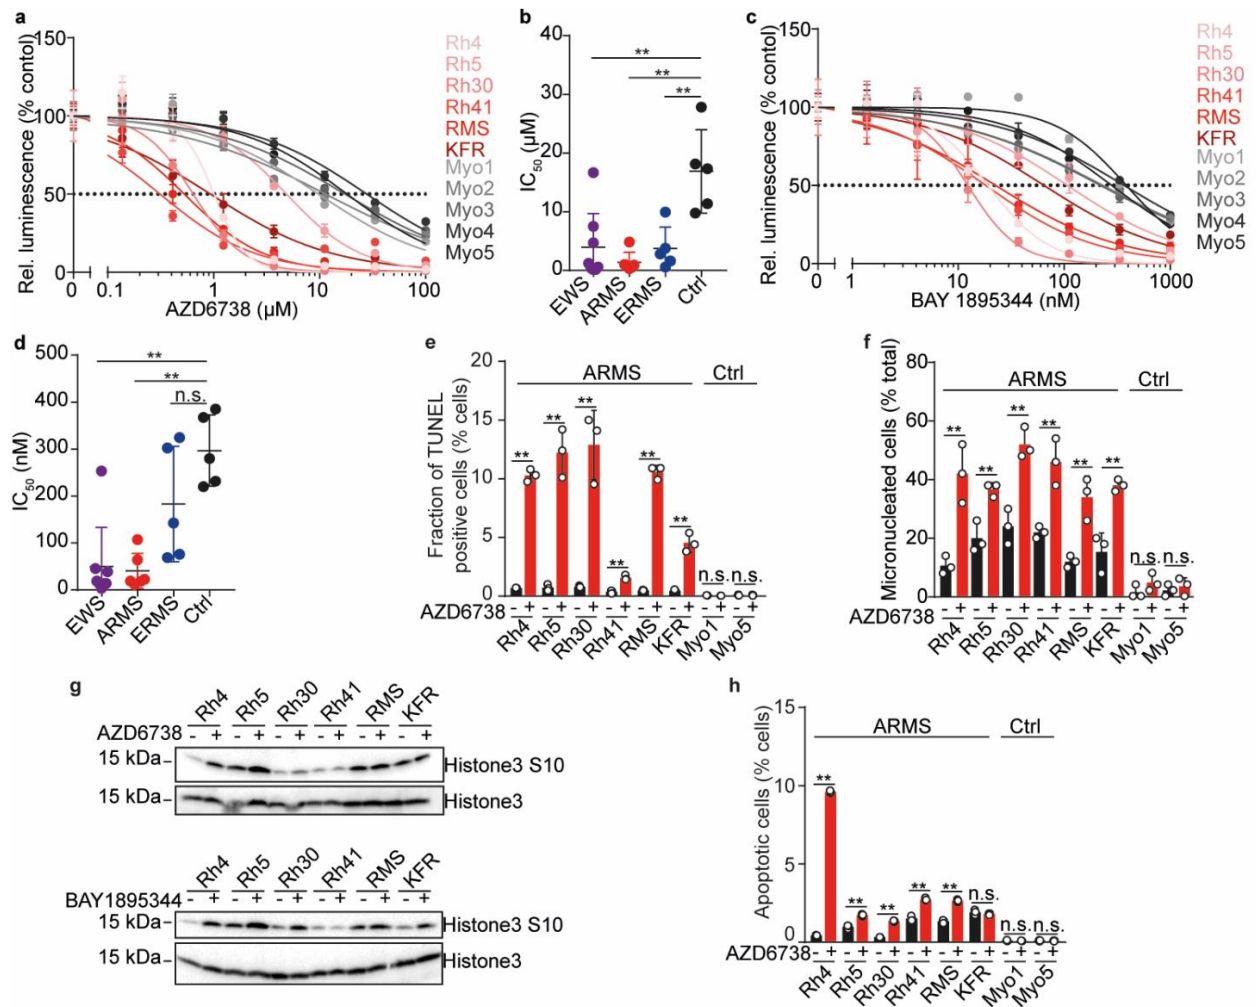 a
Rel. luminescence (% contol)
150
100
50
0
0
0.1
1
10
100
AZD6738 (μM)
Rh4
Rh5
Rh30
Rh41
RMS
KFR
Myo1
Myo2
Myo3
Myo4
Myo5
b
IC50 (μM)
40
30
20
10
0
**
**
**
EWS
ARMS
ERMS
Ctrl
c
Rel. luminescence (% contol)
150
100
50
0
0
1
10
100
1000
BAY 1895344 (nM)
Rh4
Rh5
Rh30
Rh41
RMS
KFR
Myo1
Myo2
Myo3
Myo4
Myo5
d
IC50 (nM)
500
400
300
200
100
0
**
**
n.s.
EWS
ARMS
ERMS
Ctrl
e
Fraction of TUNEL
positive cells (% cells)
20
15
10
5
0
ARMS
Ctrl
**
**
**
**
**
**
n.s.
n.s.
AZD6738 - + - + - + - + - + - + - + - +
Rh4
Rh5
Rh30
Rh41
RMS
KFR
Myo1
Myo5
f
Micronucleated cells (% total)
80
60
40
20
0
ARMS
Ctrl
**
**
**
**
**
**
n.s.
n.s.
AZD6738 - + - + - + - + - + - + - + - +
Rh4
Rh5
Rh30
Rh41
RMS
KFR
Myo1
Myo5
g
Rh4
Rh5
Rh30
Rh41
RMS
KFR
AZD6738 - + - + - + - + - + - +
15 kDa
Histone3 S10
15 kDa
Histone3
Rh4
Rh5
Rh30
Rh41
RMS
KFR
BAY1895344 - + - + - + - + - + - +
15 kDa
Histone3 S10
15 kDa
Histone3
h
Apoptotic cells (% cells)
15
10
5
0
ARMS
Ctrl
**
**
**
**
**
n.s.
n.s.
n.s.
AZD6738 - + - + - + - + - + - + - + - +
Rh4
Rh5
Rh30
Rh41
RMS
KFR
Myo1
Myo5